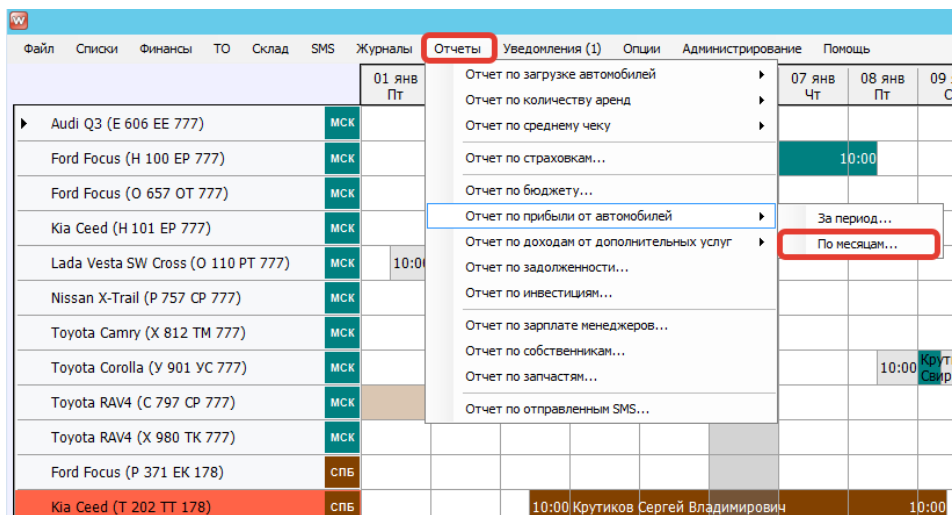 Файл Списки Финансы ТО Склад SMS Журналы Отчеты Уведомления (1) Опции Администрирование Помощь
01 янв 07 янв 08 янв 09
Пт Чт Пт
Отчет по загрузке автомобилей
Отчет по количеству аренд
Отчет по среднему чеку
Отчет по страховкам...
Отчет по бюджету...
Отчет по прибыли от автомобилей
Отчет по доходам от дополнительных услуг
Отчет по задолженности...
Отчет по инвестициям...
Отчет по зарплате менеджеров...
Отчет по собственникам...
Отчет по запчастям...
Отчет по отправленным SMS...
За период...
По месяцам...
Audi Q3 (Е 606 ЕЕ 777) МСК
Ford Focus (Н 100 ЕР 777) МСК 10:00
Ford Focus (О 657 ОТ 777) МСК
Kia Ceed (Н 101 ЕР 777) МСК
Lada Vesta SW Cross (О 110 РТ 777) МСК 10:00
Nissan X-Trail (Р 757 СР 777) МСК
Toyota Camry (Х 812 ТМ 777) МСК
Toyota Corolla (У 901 УС 777) МСК 10:00 Крути
Свир
Toyota RAV4 (С 797 СР 777) МСК
Toyota RAV4 (Х 980 ТК 777) МСК
Ford Focus (Р 371 ЕК 178) СПБ
Kia Ceed (Т 202 ТТ 178) СПБ 10:00 Крутиков Сергей Владимирович 10:00